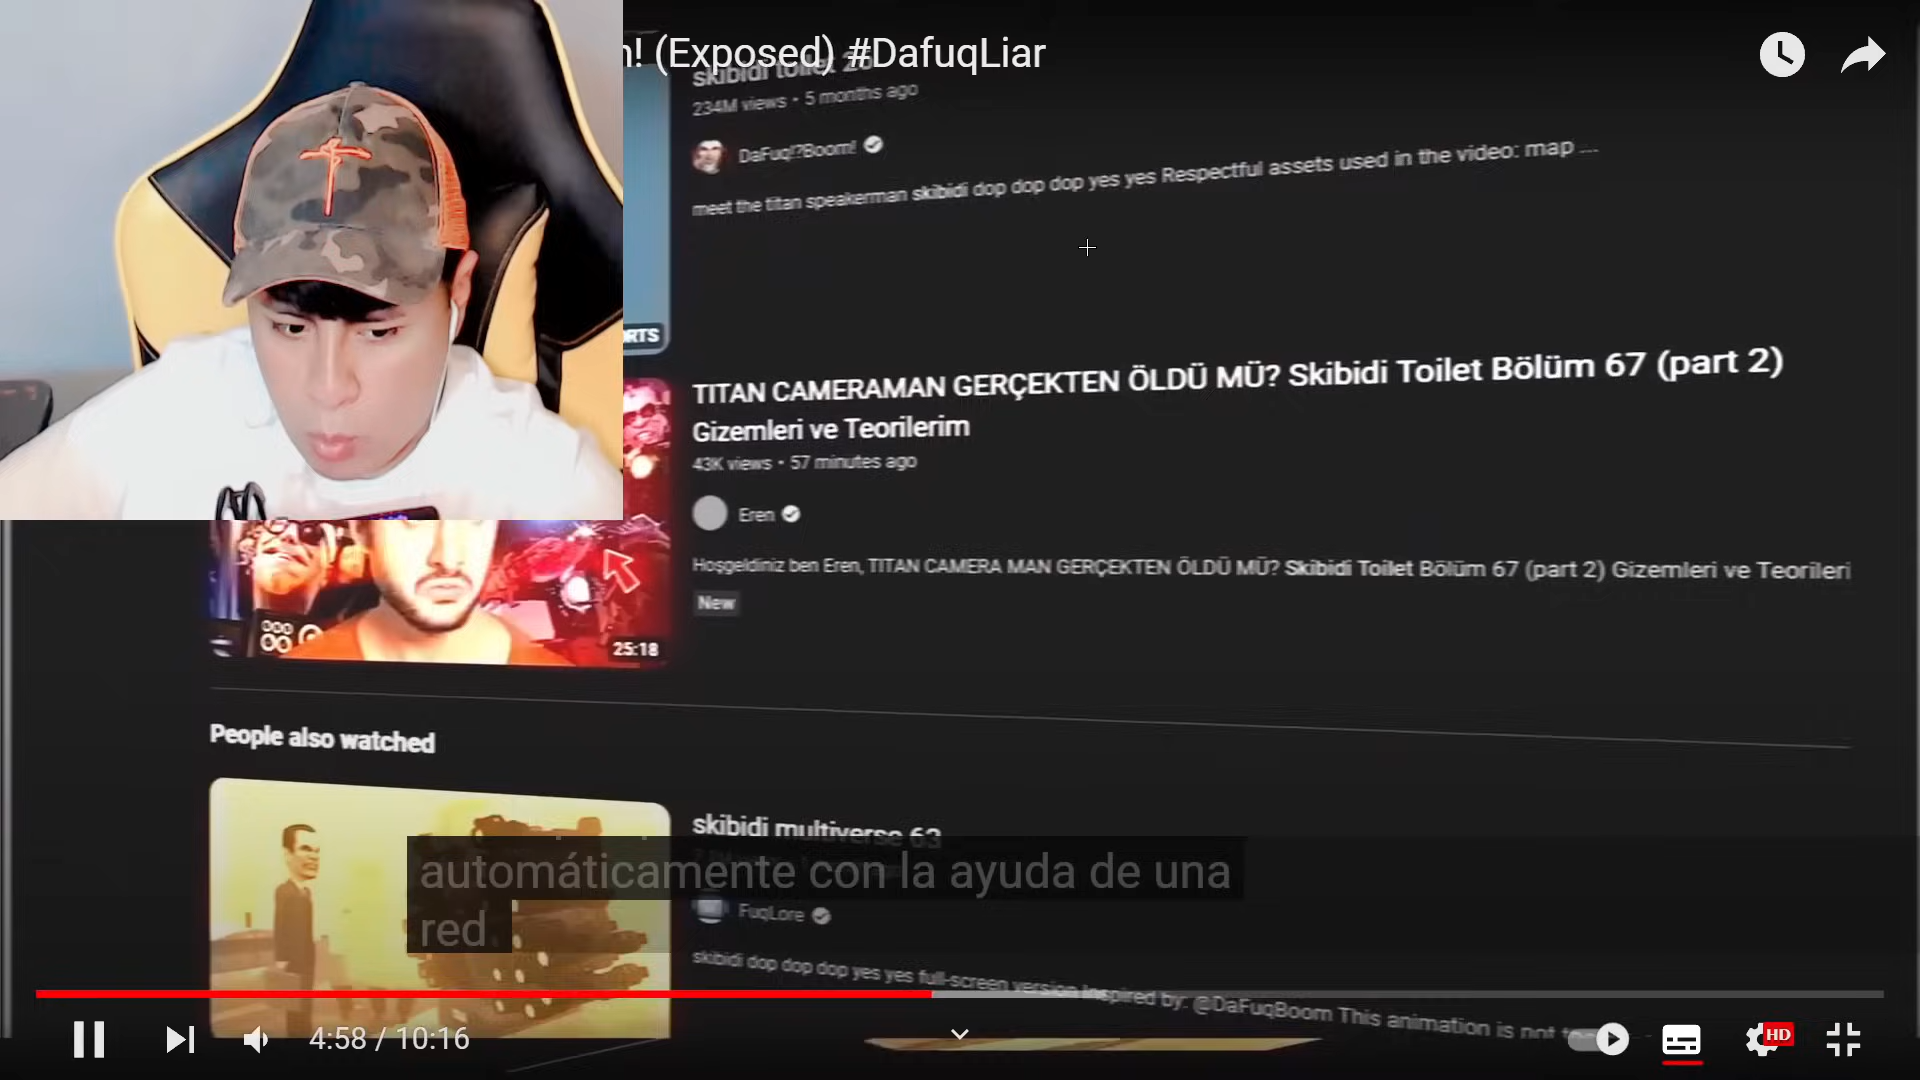 ! (Exposed) #DafuqLiar
skibidi toilet 26
234M views • 5 months ago
DaFuq!?Boom!
meet the titan speakerman skibidi dop dop dop yes yes Respectful assets used in the video: map ...
TITAN CAMERAMAN GERÇEKTEN ÖLDÜ MÜ? Skibidi Toilet Bölüm 67 (part 2)
Gizemleri ve Teorilerim
43K views • 57 minutes ago
Eren
Hoşgeldiniz ben Eren, TITAN CAMERA MAN GERÇEKTEN ÖLDÜ MÜ? Skibidi Toilet Bölüm 67 (part 2) Gizemleri ve Teorileri
New
25:18
People also watched
skibidi multiverse 63
automáticamente con la ayuda de una
red
FuqLore
skibidi dop dop dop yes yes full-screen version Inspired by: @DaFuqBoom This animation is not
4:58 / 10:16
HD